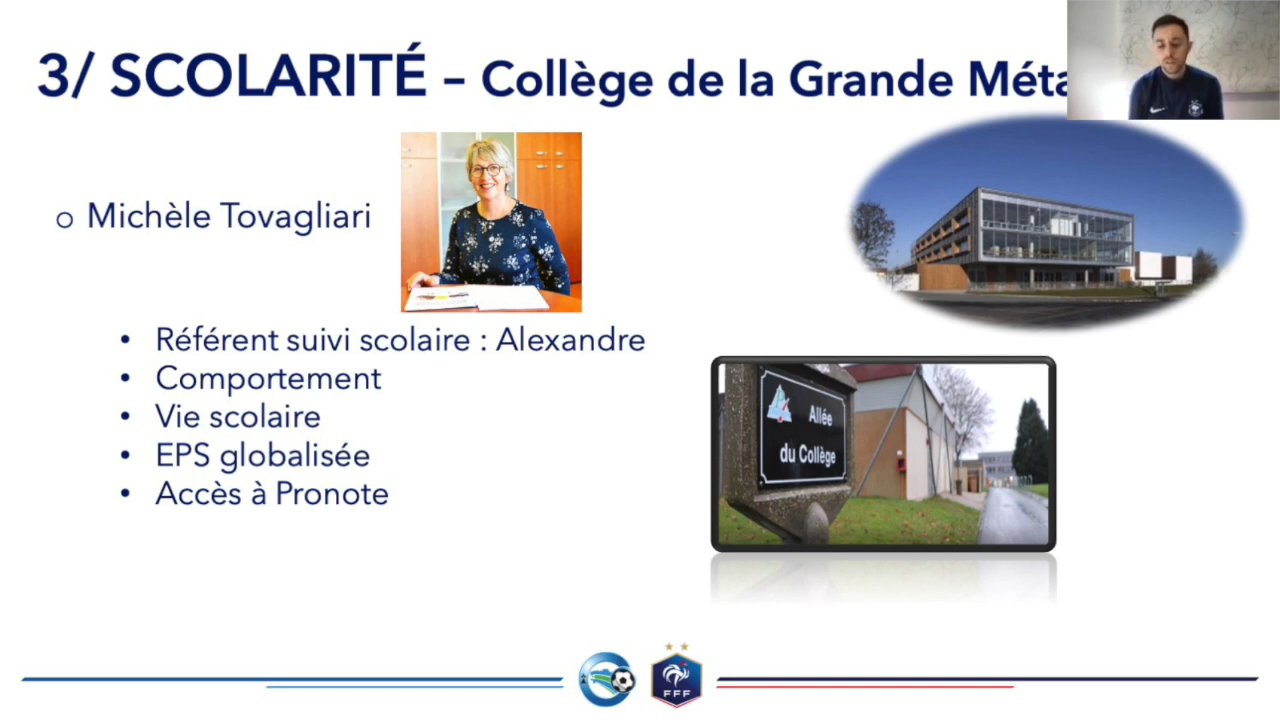 3/ SCOLARITÉ – Collège de la Grande Méta
o Michèle Tovagliari
• Référent suivi scolaire : Alexandre
• Comportement
• Vie scolaire
• EPS globalisée
• Accès à Pronote
Allée
du Collège
FFF